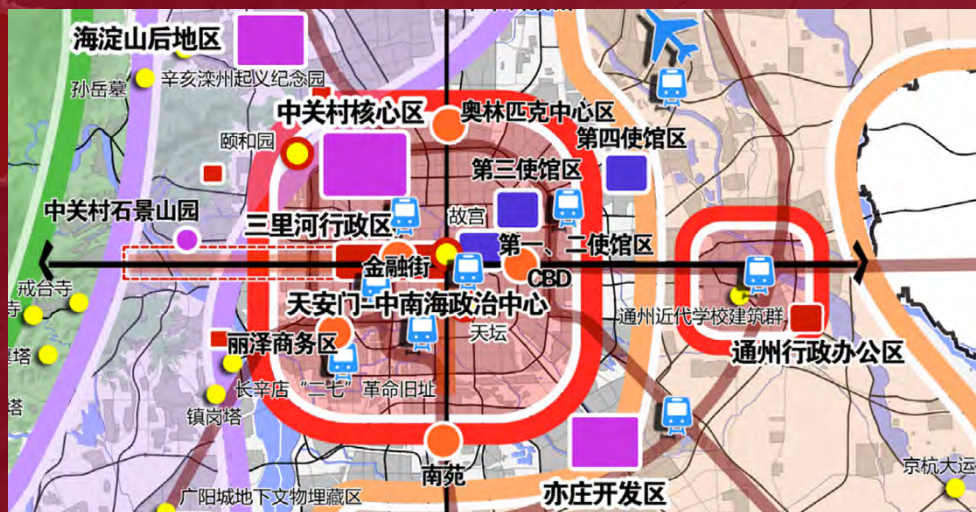 海淀山后地区
孙岳墓
辛亥滦州起义纪念园
中关村核心区
奥林匹克中心区
颐和园
第四使馆区
第三使馆区
中关村石景山园
三里河行政区
故宫
第一、二使馆区
金融街
CBD
戒台寺
寺
天安门-中南海政治中心
通州近代学校建筑群
天坛
丽泽商务区
通州行政办公区
塔
长辛店“二七”革命旧址
镇岗塔
塔
南苑
京杭大运
亦庄开发区
广阳城地下文物埋藏区